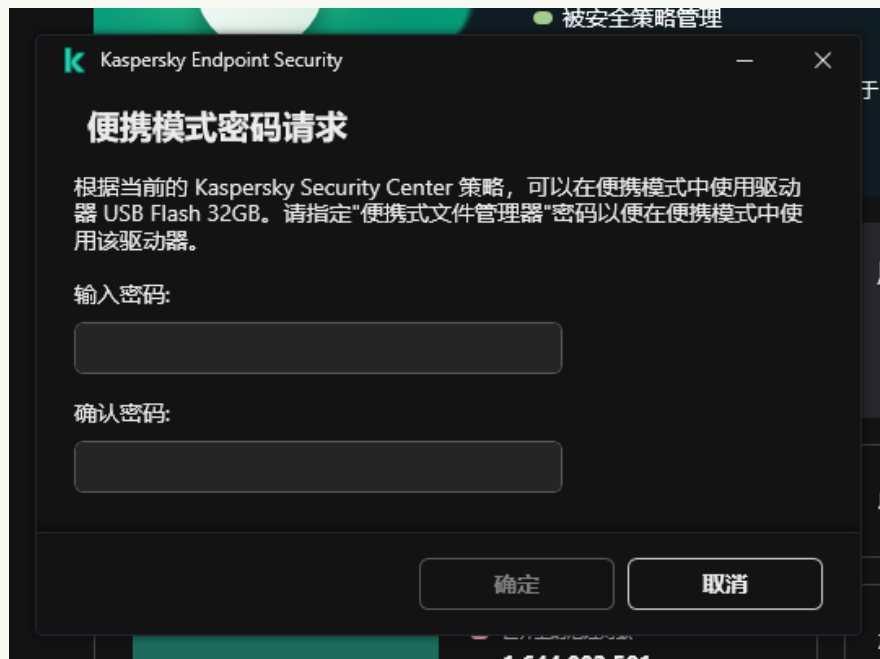 被安全策略管理
Kaspersky Endpoint Security
于
便携模式密码请求
根据当前的 Kaspersky Security Center 策略，可以在便携模式中使用驱动
器 USB Flash 32GB。请指定"便携式文件管理器"密码以便在便携模式中使
用该驱动器。
输入密码:
确认密码:
确定
取消